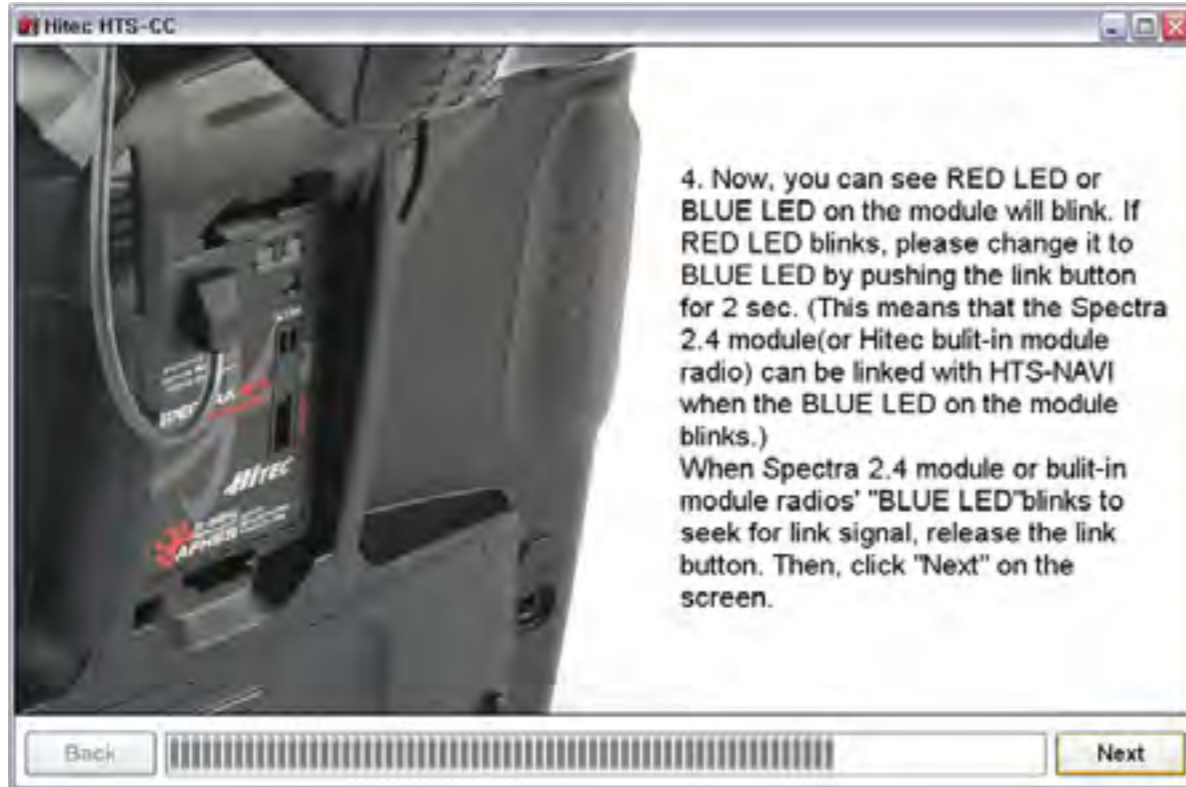 Hitec HTS-CC
4. Now, you can see RED LED or
BLUE LED on the module will blink. If
RED LED blinks, please change it to
BLUE LED by pushing the link button
for 2 sec. (This means that the Spectra
2.4 module(or Hitec bulit-in module
radio) can be linked with HTS-NAVI
when the BLUE LED on the module
blinks.)
When Spectra 2.4 module or bulit-in
module radios' "BLUE LED"blinks to
seek for link signal, release the link
button. Then, click "Next" on the
screen.
HITEC
AFHSS
Back
Next